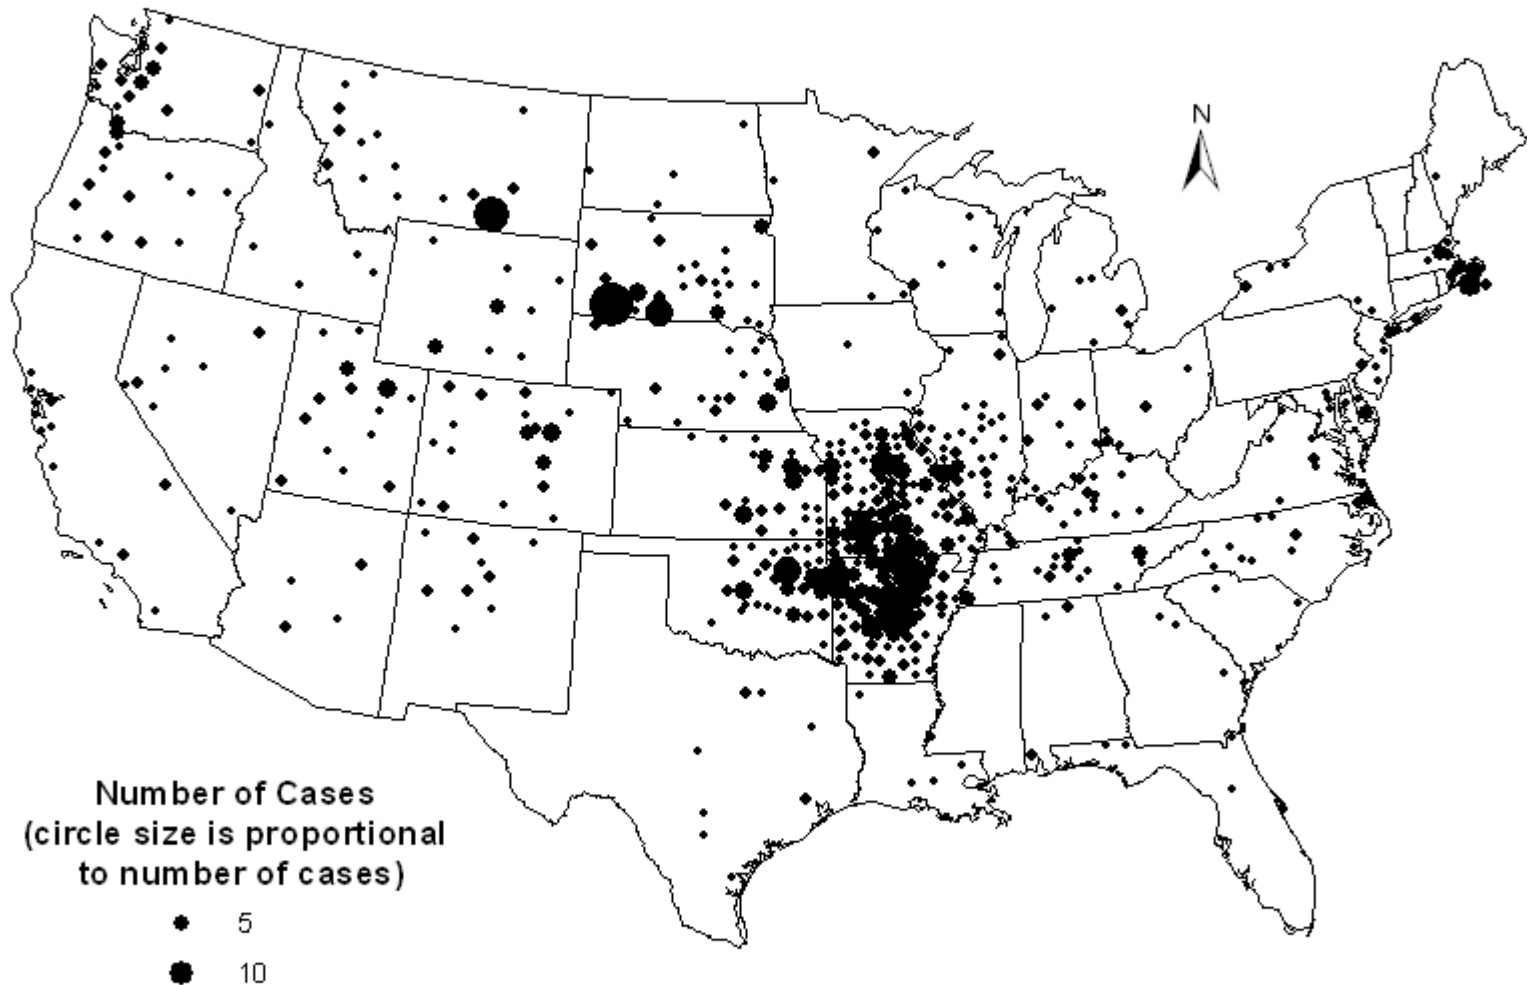 N
Number of Cases
(circle size is proportional
to number of cases)
5
10